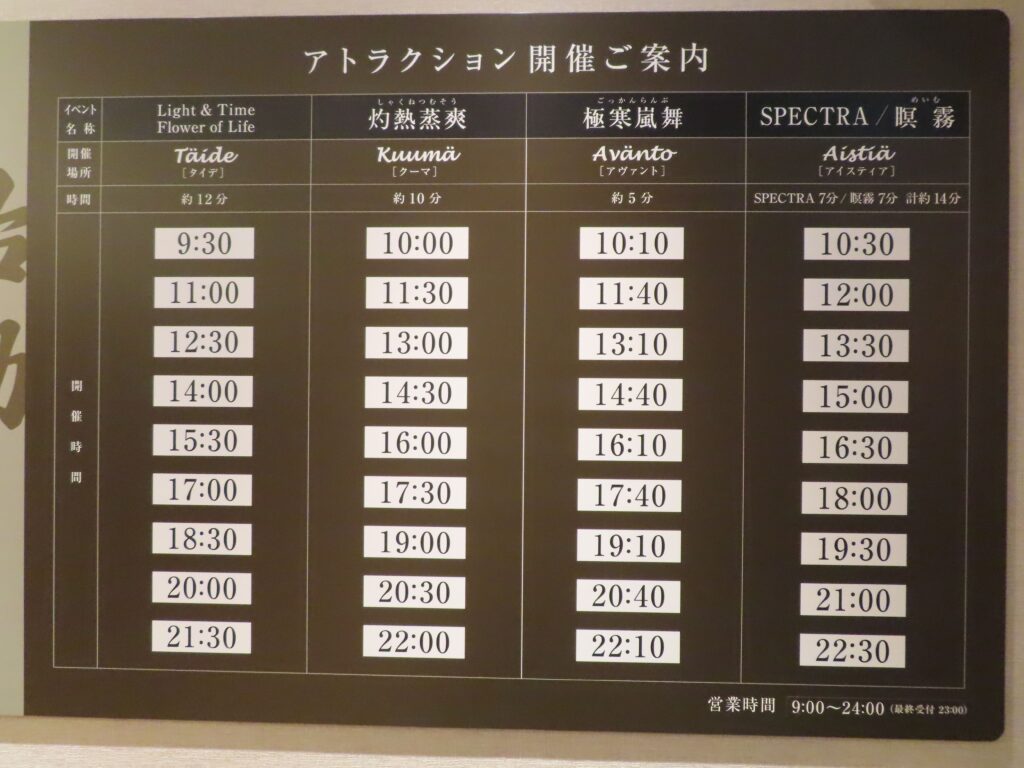 アトラクション開催ご案内
イベント名称 Light & Time Flower of Life しゃくねつむそう 灼熱蒸爽 ごっかんらんぶ 極寒嵐舞 SPECTRA / めいむ 瞑霧
開催場所 Täide [タイデ] Kuumä [クーマ] Avänto [アヴァント] Aistiä [アイスティア]
時間 約12分 約10分 約5分 SPECTRA 7分 / 瞑霧 7分 計約14分
開催時間
9:30 10:00 10:10 10:30
11:00 11:30 11:40 12:00
12:30 13:00 13:10 13:30
14:00 14:30 14:40 15:00
15:30 16:00 16:10 16:30
17:00 17:30 17:40 18:00
18:30 19:00 19:10 19:30
20:00 20:30 20:40 21:00
21:30 22:00 22:10 22:30
営業時間 9:00〜24:00 (最終受付 23:00)